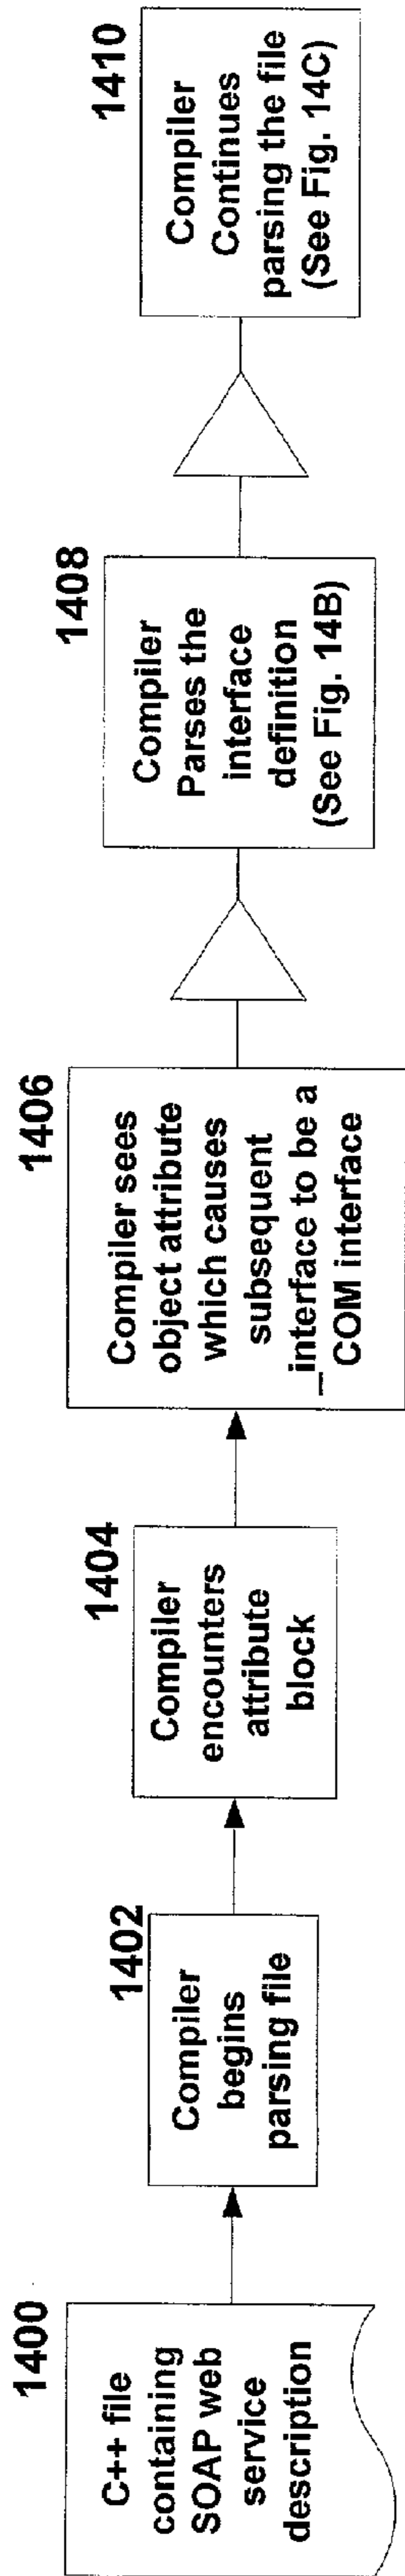 1400
C++ file
containing
SOAP web
service
description
1402
Compiler
begins
parsing file
1404
Compiler
encounters
attribute
block
1406
Compiler sees
object attribute
which causes
subsequent
_interface to be a
COM interface
1408
Compiler
Parses the
interface
definition
(See Fig. 14B)
1410
Compiler
Continues
parsing the file
(See Fig. 14C)